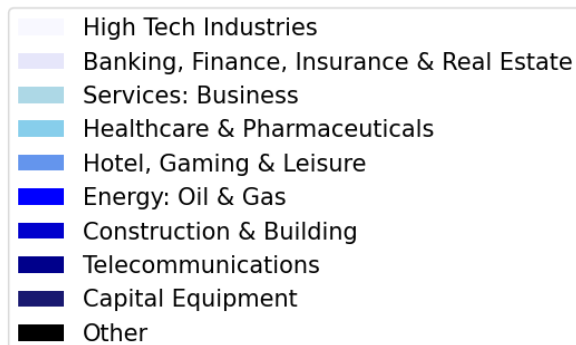 High Tech Industries
Banking, Finance, Insurance & Real Estate
Services: Business
Healthcare & Pharmaceuticals
Hotel, Gaming & Leisure
Energy: Oil & Gas
Construction & Building
Telecommunications
Capital Equipment
Other